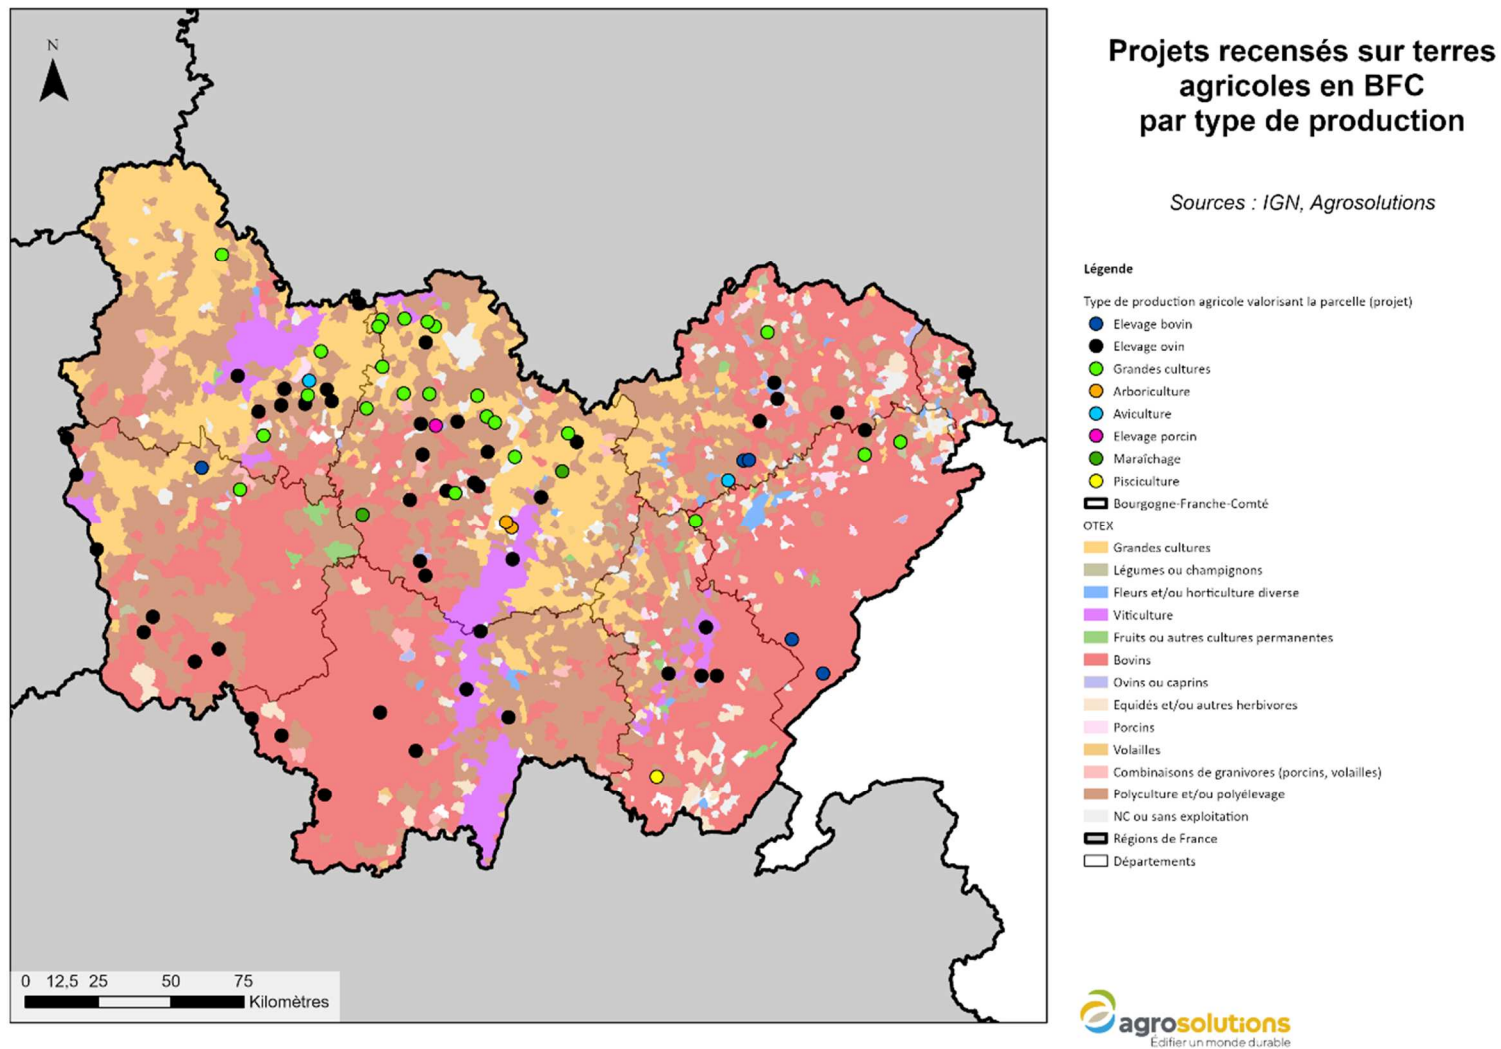 N
Projets recensés sur terres
agricoles en BFC
par type de production
Sources : IGN, Agrosolutions
Légende
Type de production agricole valorisant la parcelle (projet)
Elevage bovin
Elevage ovin
Grandes cultures
Arboriculture
Aviculture
Elevage porcin
Maraîchage
Pisciculture
Bourgogne-Franche-Comté
OTEX
Grandes cultures
Légumes ou champignons
Fleurs et/ou horticulture diverse
Viticulture
Fruits ou autres cultures permanentes
Bovins
Ovins ou caprins
Equidés et/ou autres herbivores
Porcins
Volailles
Combinaisons de granivores (porcins, volailles)
Polyculture et/ou polyélevage
NC ou sans exploitation
Régions de France
Départements
0 12,5 25 50 75
Kilomètres
agrosolutions
Édifier un monde durable